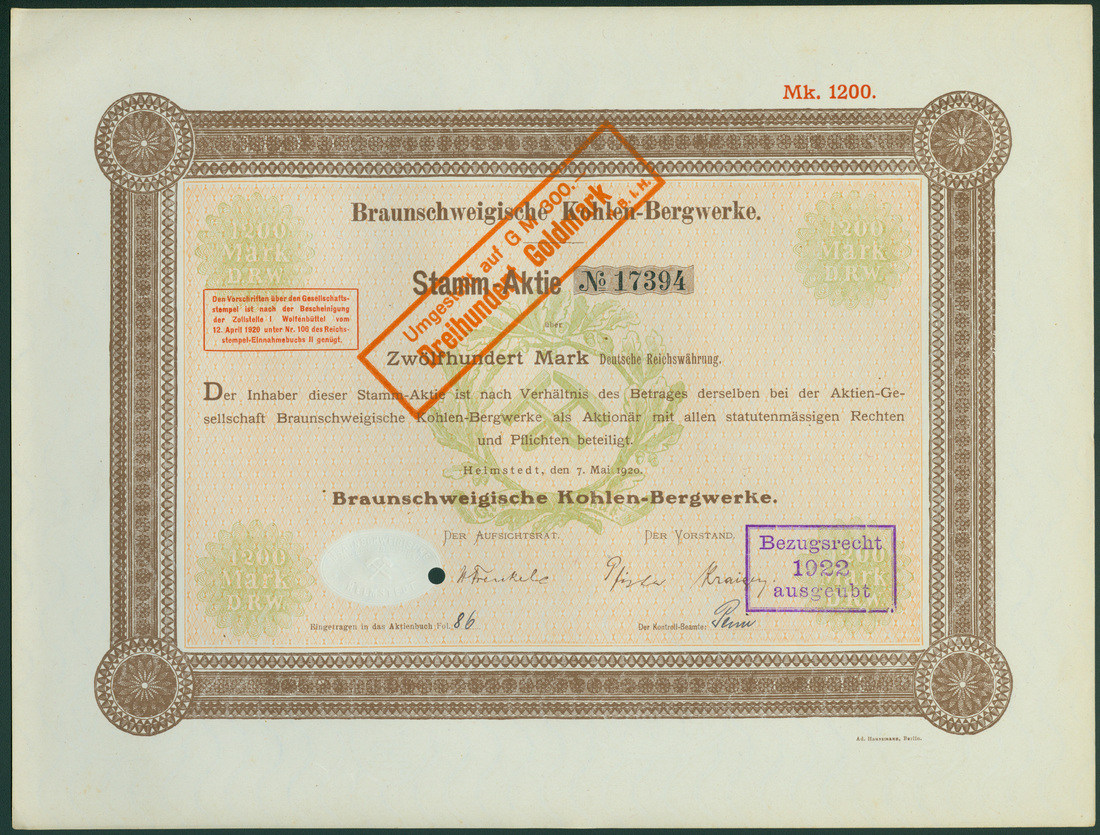 Mk. 1200.
Braunschweigische Kohlen-Bergwerke.
1200
Mark
D.R.W.
1200
Mark
D.R.W.
Umgestellt auf G M 300.—
Dreihundert Goldmark
B. I. H.
Stamm-Aktie № 17394
Den Vorschriften über den Gesellschafts-
stempel ist nach der Bescheinigung
der Zollstelle I Wolfenbüttel vom
12. April 1920 unter Nr. 106 des Reichs-
stempel-Einnahmebuchs II genügt.
über
Zwölfhundert Mark Deutsche Reichswährung.
Der Inhaber dieser Stamm-Aktie ist nach Verhältnis des Betrages derselben bei der Aktien-Ge-
sellschaft Braunschweigische Kohlen-Bergwerke als Aktionär mit allen statutenmässigen Rechten
und Pflichten beteiligt.
Helmstedt, den 7. Mai 1920.
Braunschweigische Kohlen-Bergwerke.
Der Aufsichtsrat. Der Vorstand.
1200
Mark
D.R.W.
Bezugsrecht
1922
ausgeübt
Eingetragen in das Aktienbuch Fol. 86
Der Kontroll-Beamte: